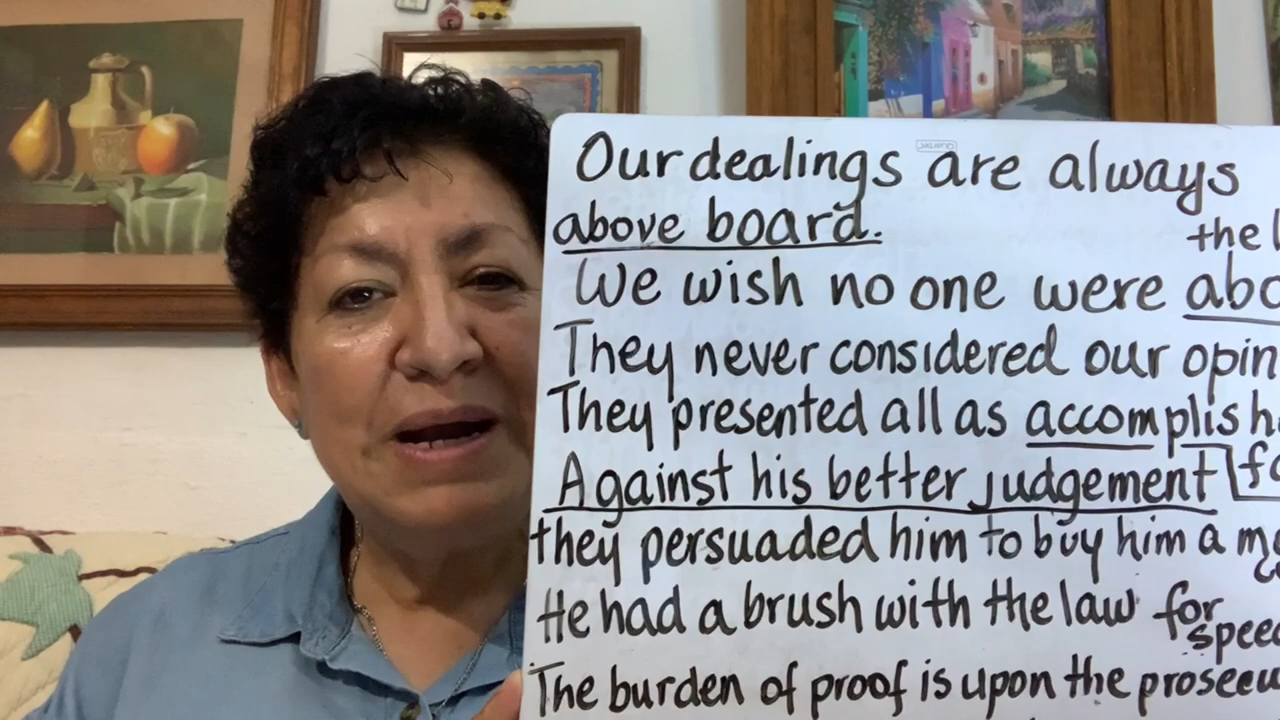 Our dealings are always
above board.
the
We wish no one were
They never considered our
They presented all as
Against his better judgement
they persuaded him to buy him a
He had a brush with the law for
The burden of proof is upon the